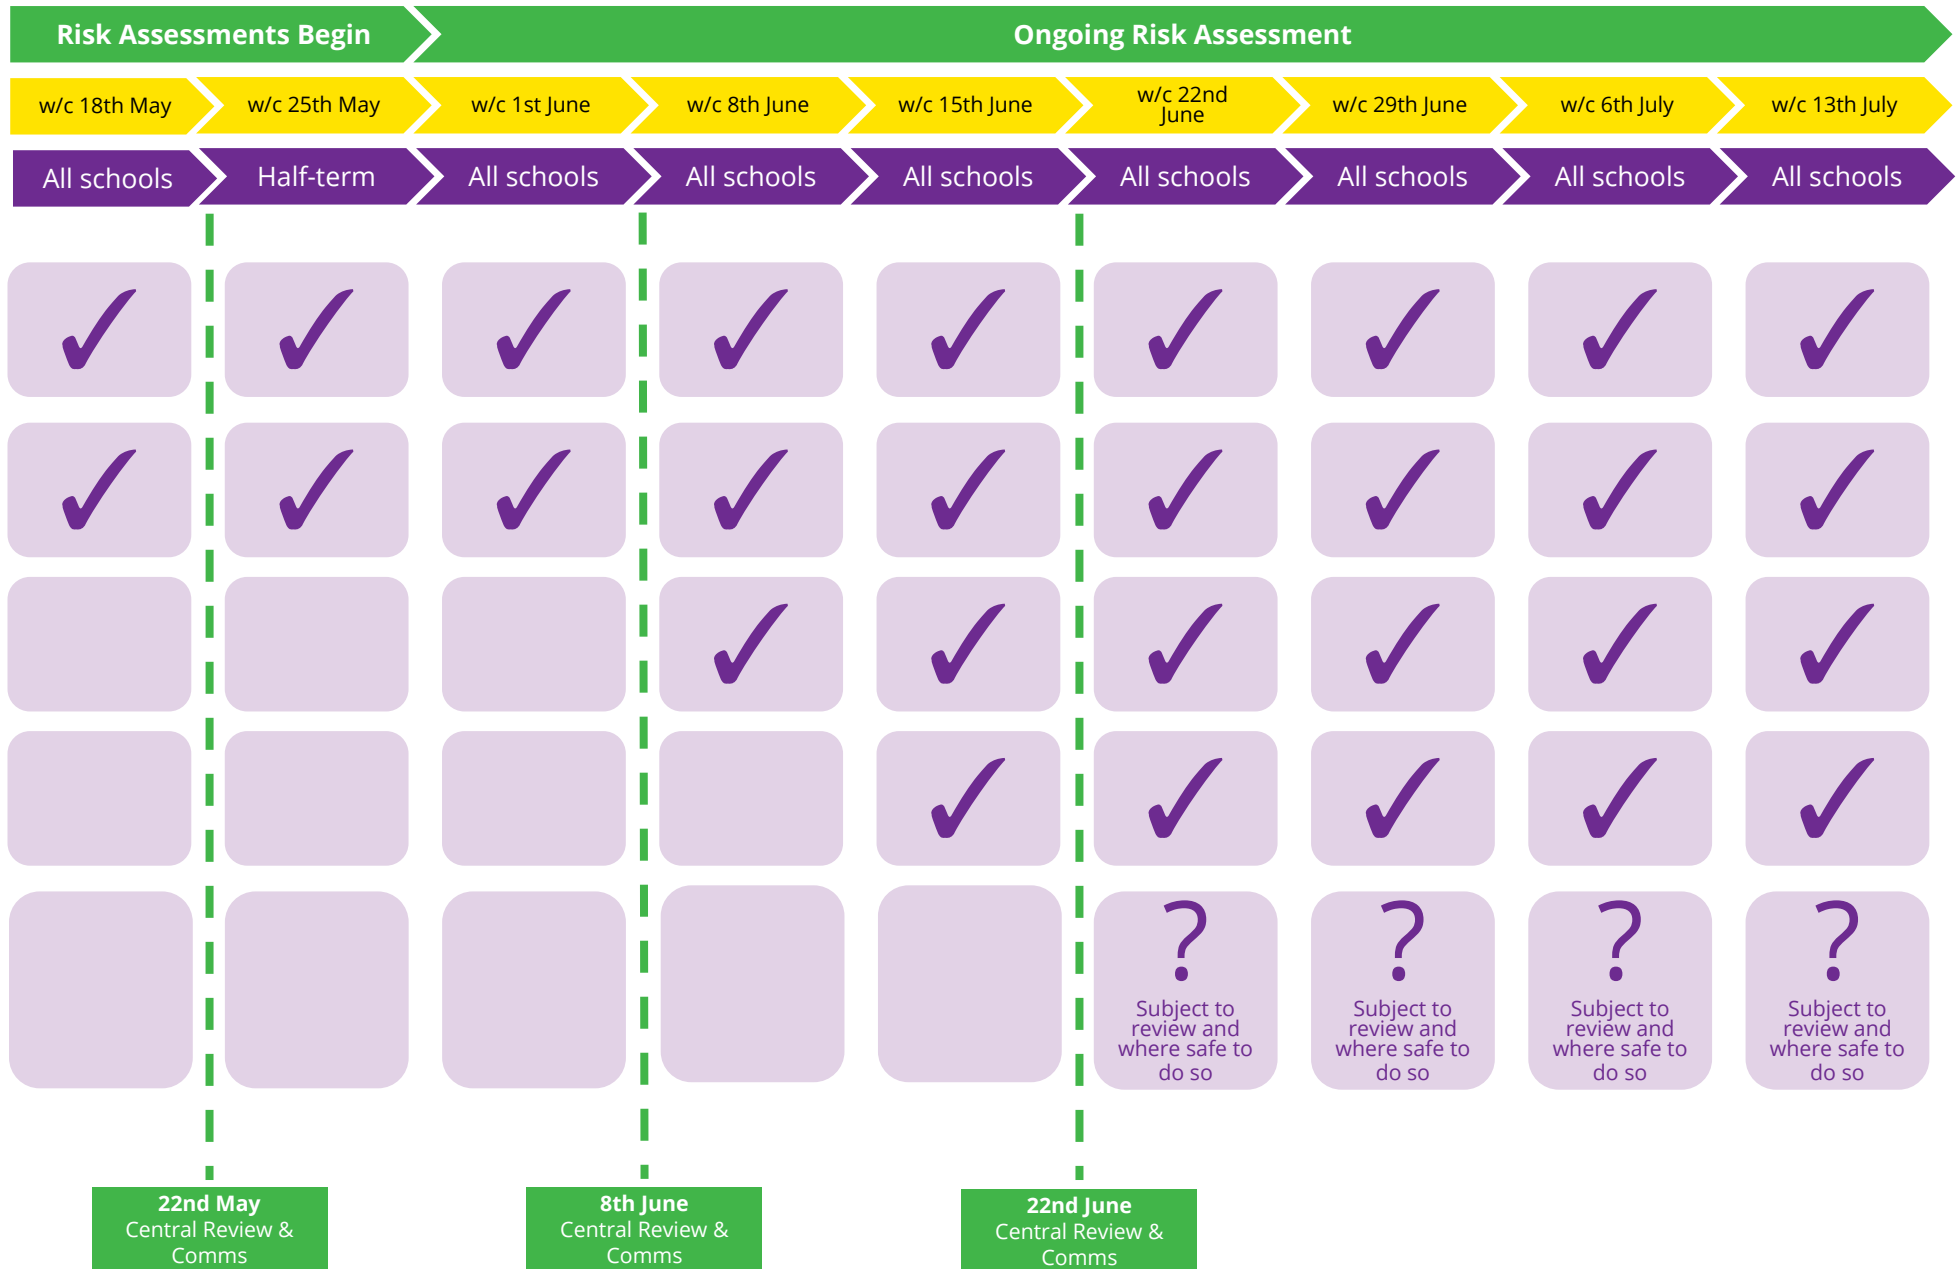 Risk Assessments Begin
Ongoing Risk Assessment
w/c 18th May
w/c 25th May
w/c 1st June
w/c 8th June
w/c 15th June
w/c 22nd
June
w/c 29th June
w/c 6th July
w/c 13th July
All schools
Half-term
All schools
All schools
All schools
All schools
All schools
All schools
All schools
?
Subject to
review and
where safe to
do so
?
Subject to
review and
where safe to
do so
?
Subject to
review and
where safe to
do so
?
Subject to
review and
where safe to
do so
22nd May
Central Review &
Comms
8th June
Central Review &
Comms
22nd June
Central Review &
Comms